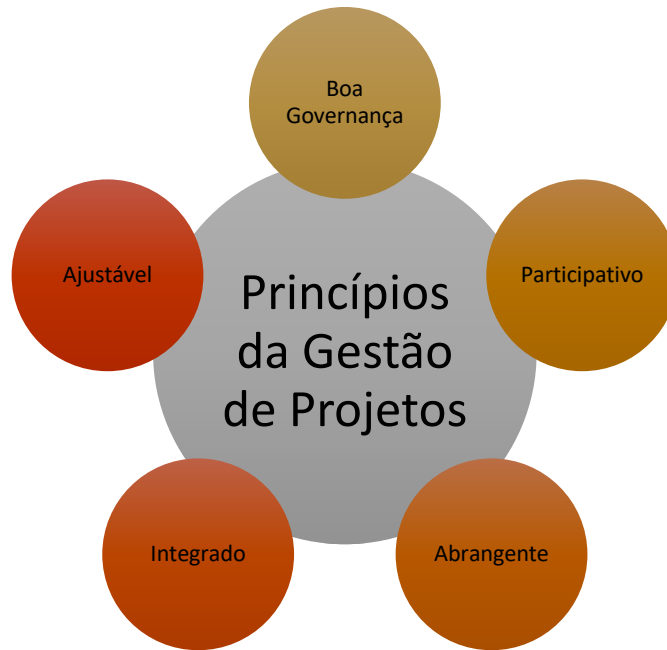 Boa
Governança
Ajustável
Participativo
Princípios
da Gestão
de Projetos
Integrado
Abrangente